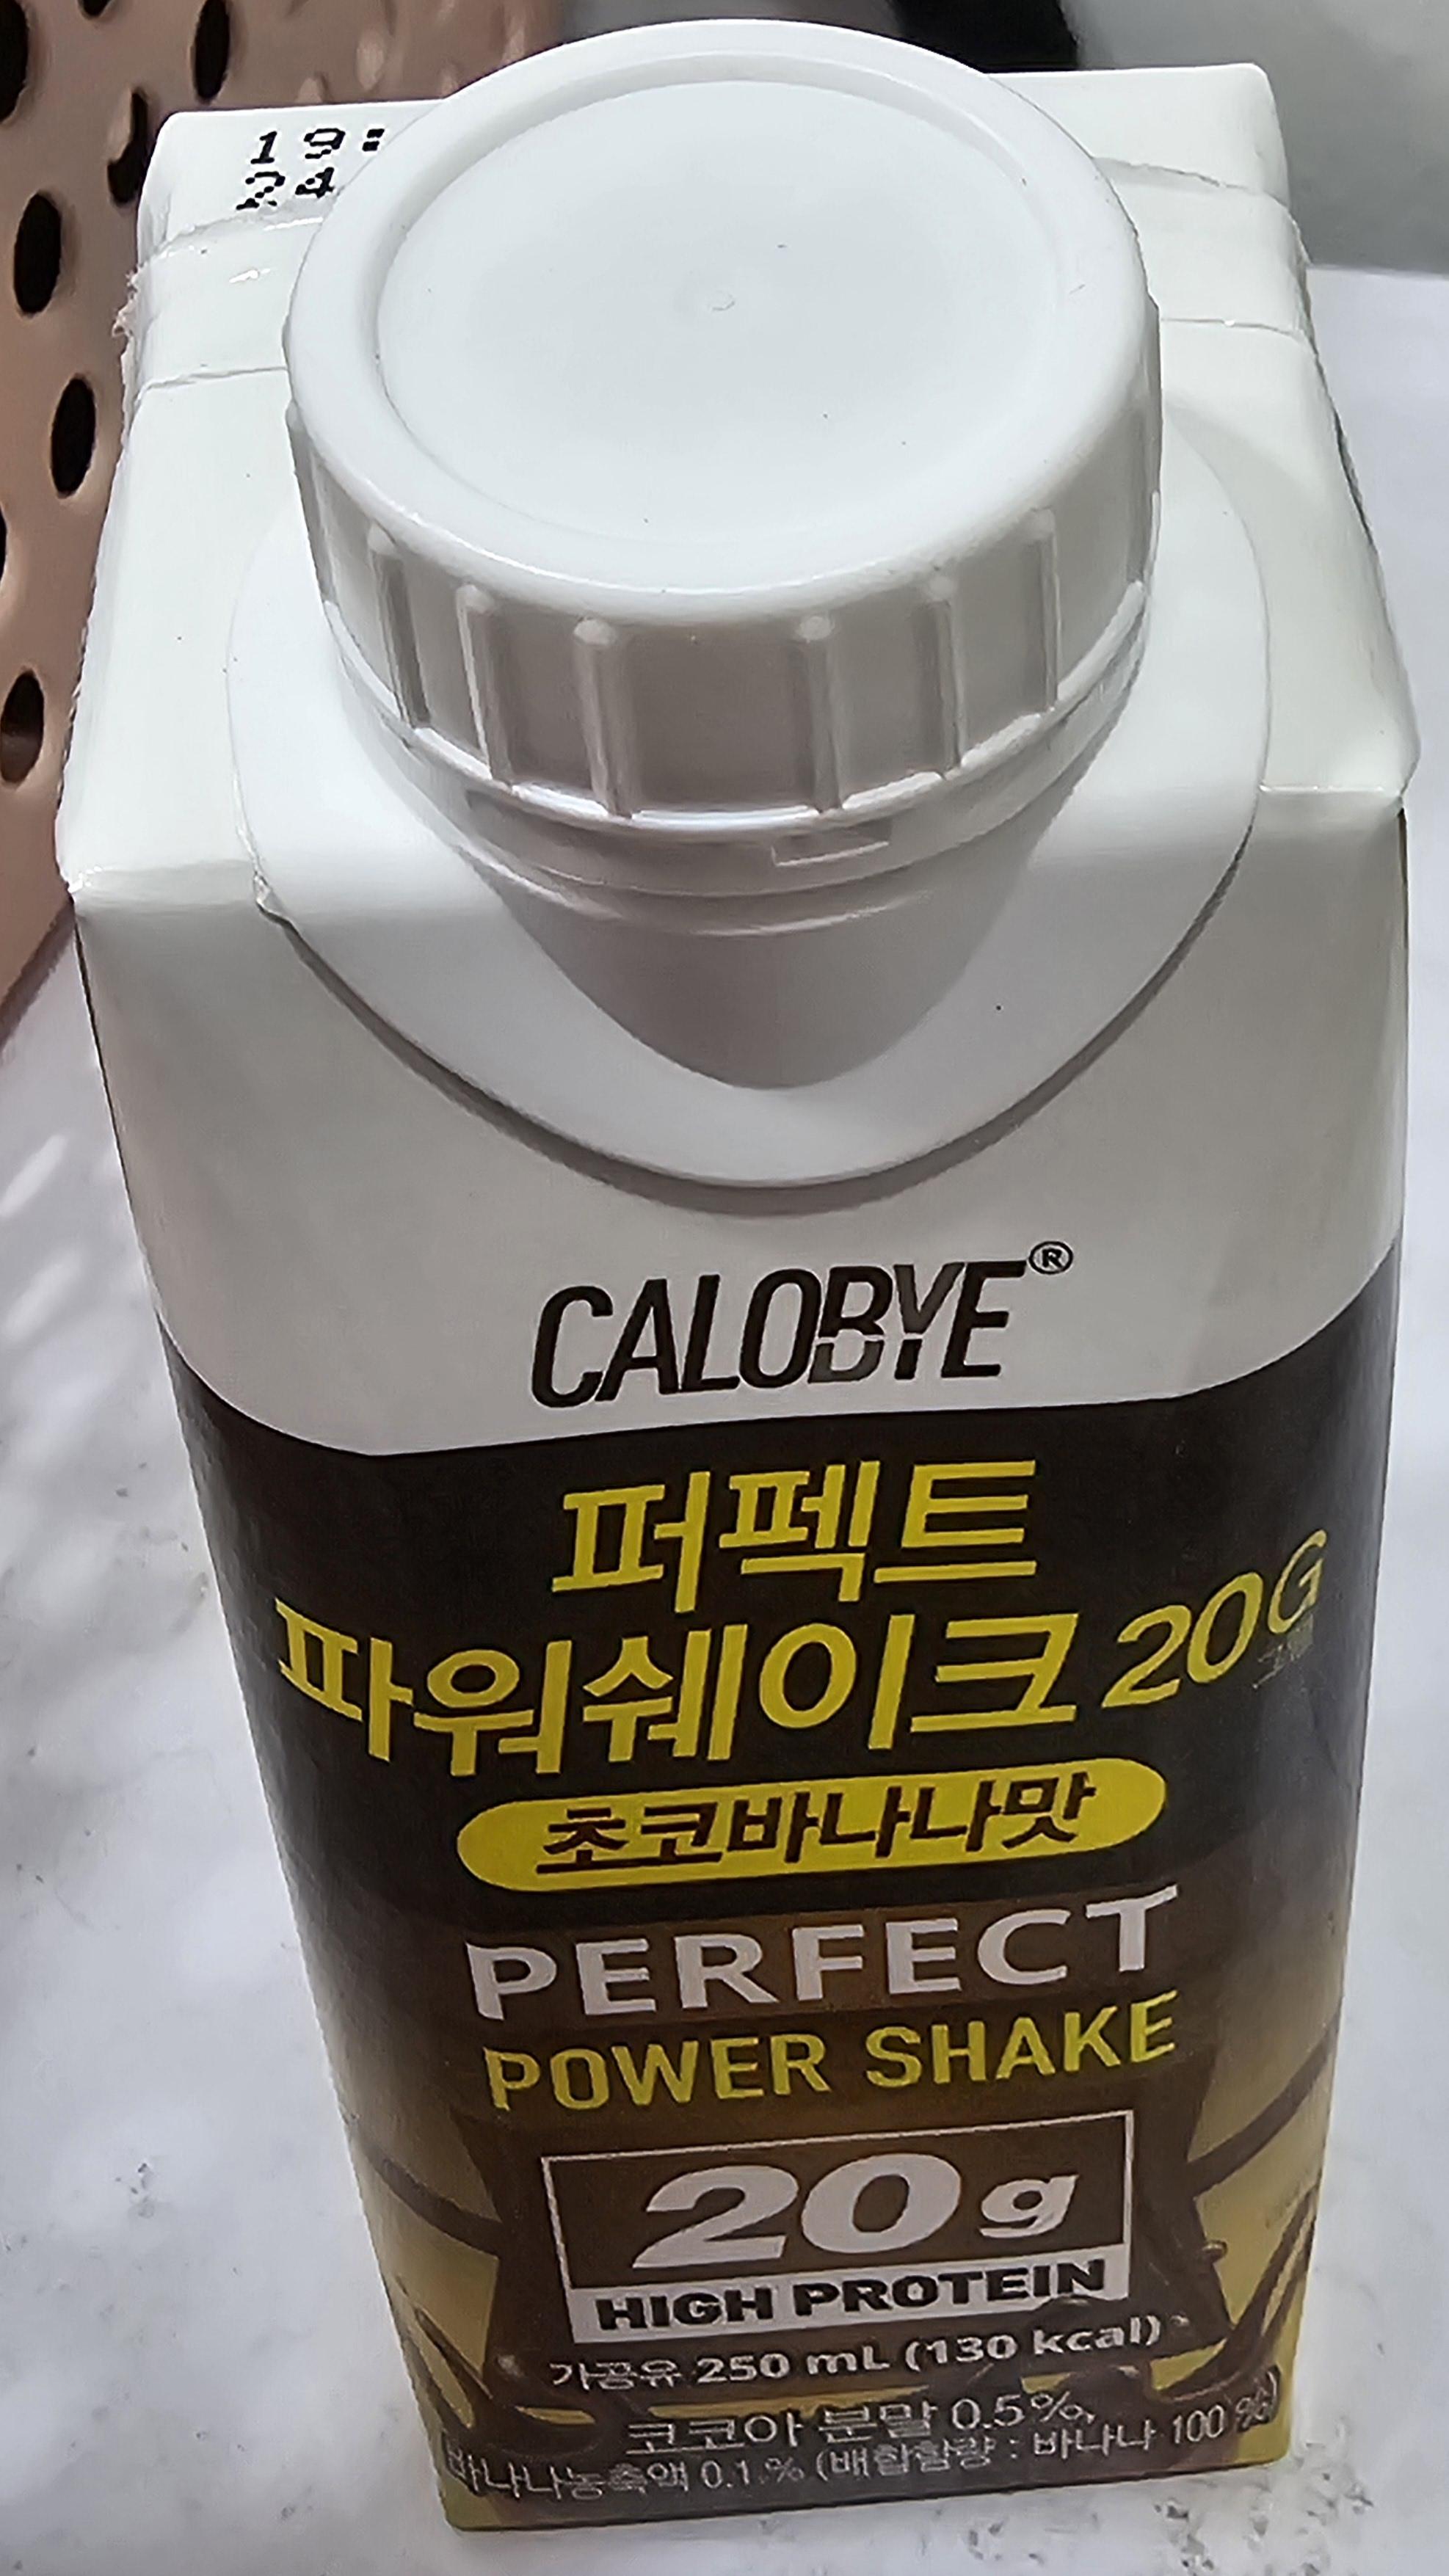 19:
24
CALOBYE®
퍼펙트
파워쉐이크 20G
초코바나나맛
PERFECT
POWER SHAKE
20g
HIGH PROTEIN
가공유 250 mL (130 kcal)
코코아 분말 0.5%,
바나나농축액 0.1% (배합함량 : 바나나 100 %)